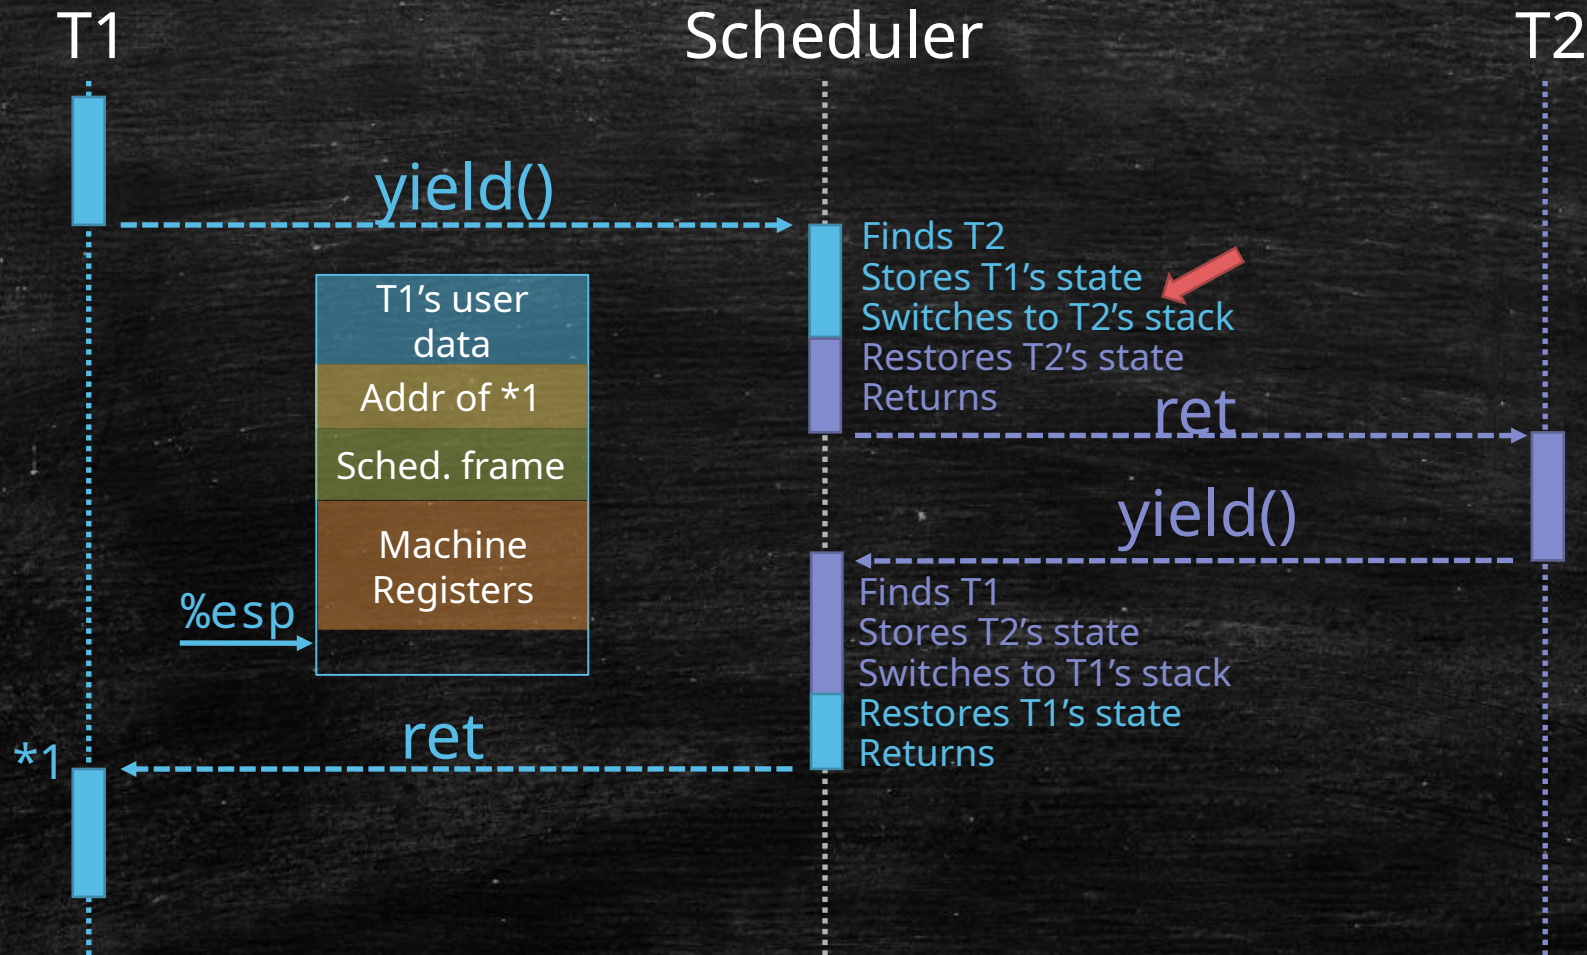 T1
Scheduler
T2
yield()
Finds T2
Stores T1’s state
Switches to T2’s stack
Restores T2’s state
Returns
ret
T1’s user
data
Addr of *1
Sched. frame
Machine
Registers
%esp
yield()
Finds T1
Stores T2’s state
Switches to T1’s stack
Restores T1’s state
Returns
ret
*1